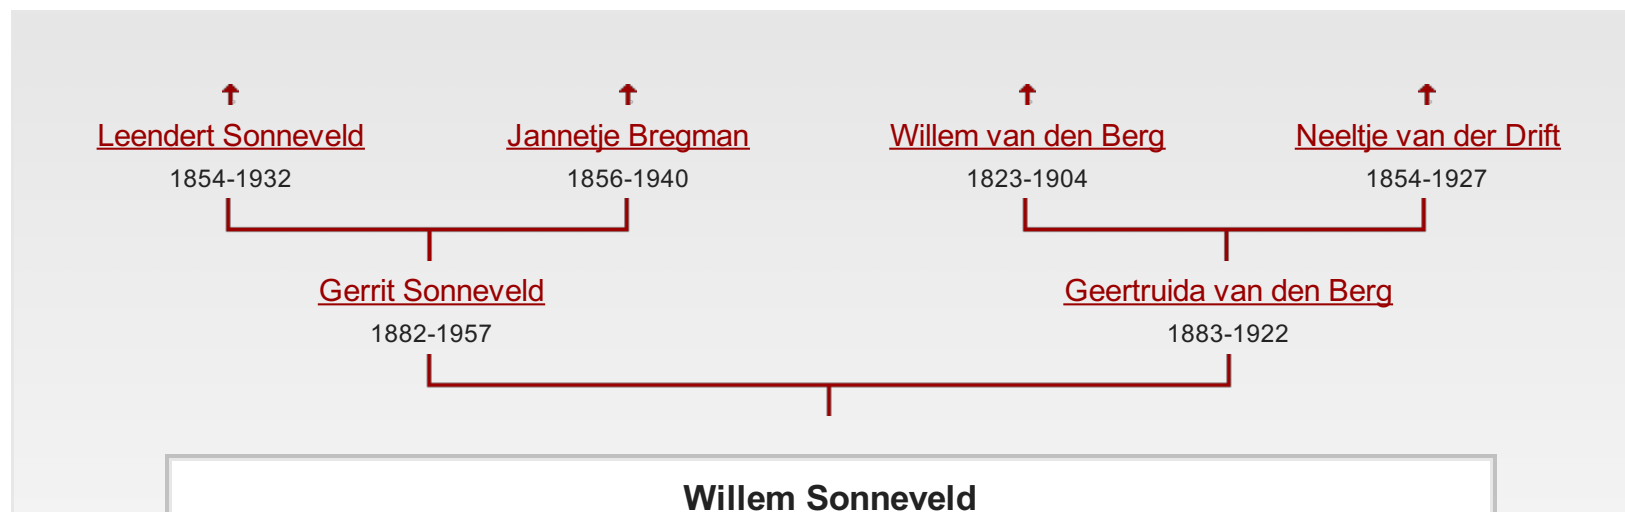 Leendert Sonneveld Jannetje Bregman Willem van den Berg Neeltje van der Drift
1854-1932 1856-1940 1823-1904 1854-1927
Gerrit Sonneveld Geertruida van den Berg
1882-1957 1883-1922
Willem Sonneveld